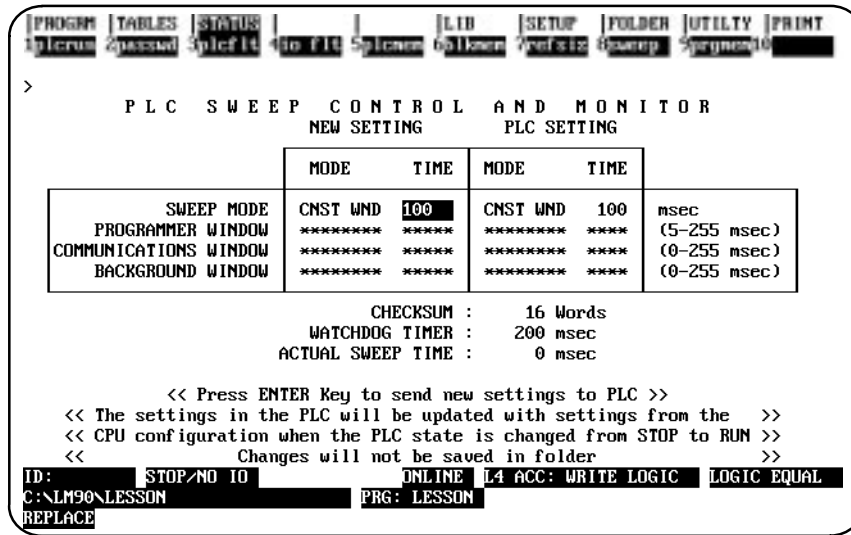 PROGRM |TABLES |STATUS | | |LIB |SETUP |FOLDER |UTILTY |PRINT
1plcrun 2passwd 3plcflt 4io flt 5plcmem 6blkmem 7refsiz 8sweep 9prgmem10
>
PLC SWEEP CONTROL AND MONITOR
NEW SETTING PLC SETTING
MODE TIME MODE TIME
SWEEP MODE CNST WND 100 CNST WND 100 msec
PROGRAMMER WINDOW ******** ***** ******** **** (5-255 msec)
COMMUNICATIONS WINDOW ******** ***** ******** **** (0-255 msec)
BACKGROUND WINDOW ******** ***** ******** **** (0-255 msec)
CHECKSUM : 16 Words
WATCHDOG TIMER : 200 msec
ACTUAL SWEEP TIME : 0 msec
<< Press ENTER Key to send new settings to PLC >>
<< The settings in the PLC will be updated with settings from the >>
<< CPU configuration when the PLC state is changed from STOP to RUN >>
<< Changes will not be saved in folder >>
ID: STOP/NO IO ONLINE L4 ACC: WRITE LOGIC LOGIC EQUAL
C:\LM90\LESSON PRG: LESSON
REPLACE